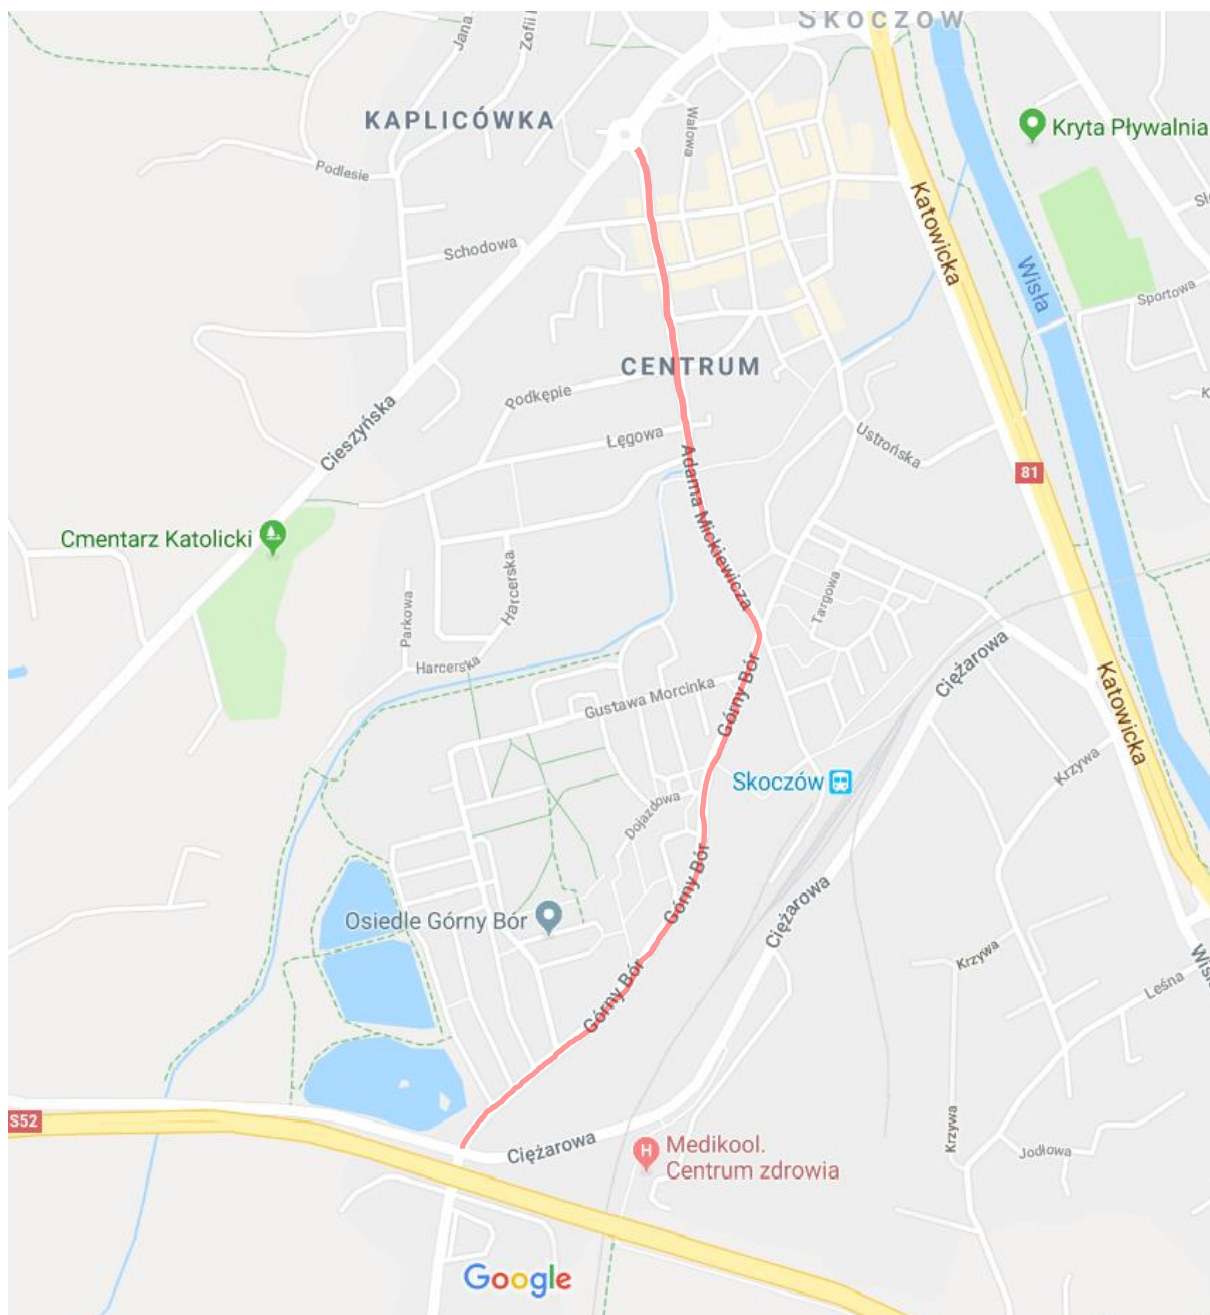 SKOCZÓW
Jana
Zofii
KAPLICÓWKA
Wałowa
Kryta Pływalnia
Podlesie
Katowicka
Schodowa
Wisła
Sportowa
CENTRUM
Podkępie
Cieszyńska
Łęgowa
Ustrońska
81
Adama Mickiewicza
Cmentarz Katolicki
Harcerska
Parkowa
Targowa
Harcerska
Ciężarowa
Katowicka
Gustawa Morcinka
Górny Bór
Krzywa
Skoczów
Dojazdowa
Górny Bór
Ciężarowa
Osiedle Górny Bór
Krzywa
Leśna
Górny Bór
S52
Krzywa
Ciężarowa
Medikool.
Centrum zdrowia
Jodłowa
Google